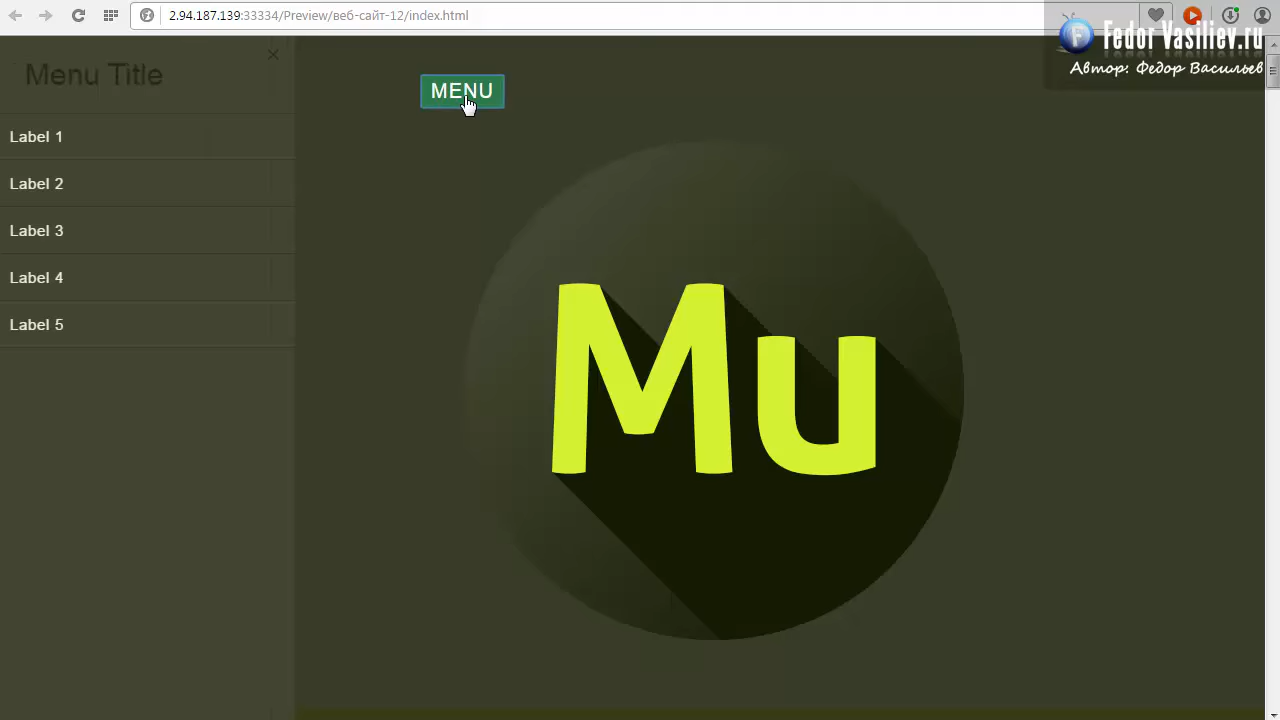 2.94.187.139:33334/Preview/веб-сайт-12/index.html
F Fedor Vasiliev.ru
Автор: Федор Васильев
Menu Title
×
MENU
Label 1
Label 2
Label 3
Label 4
Label 5
Mu